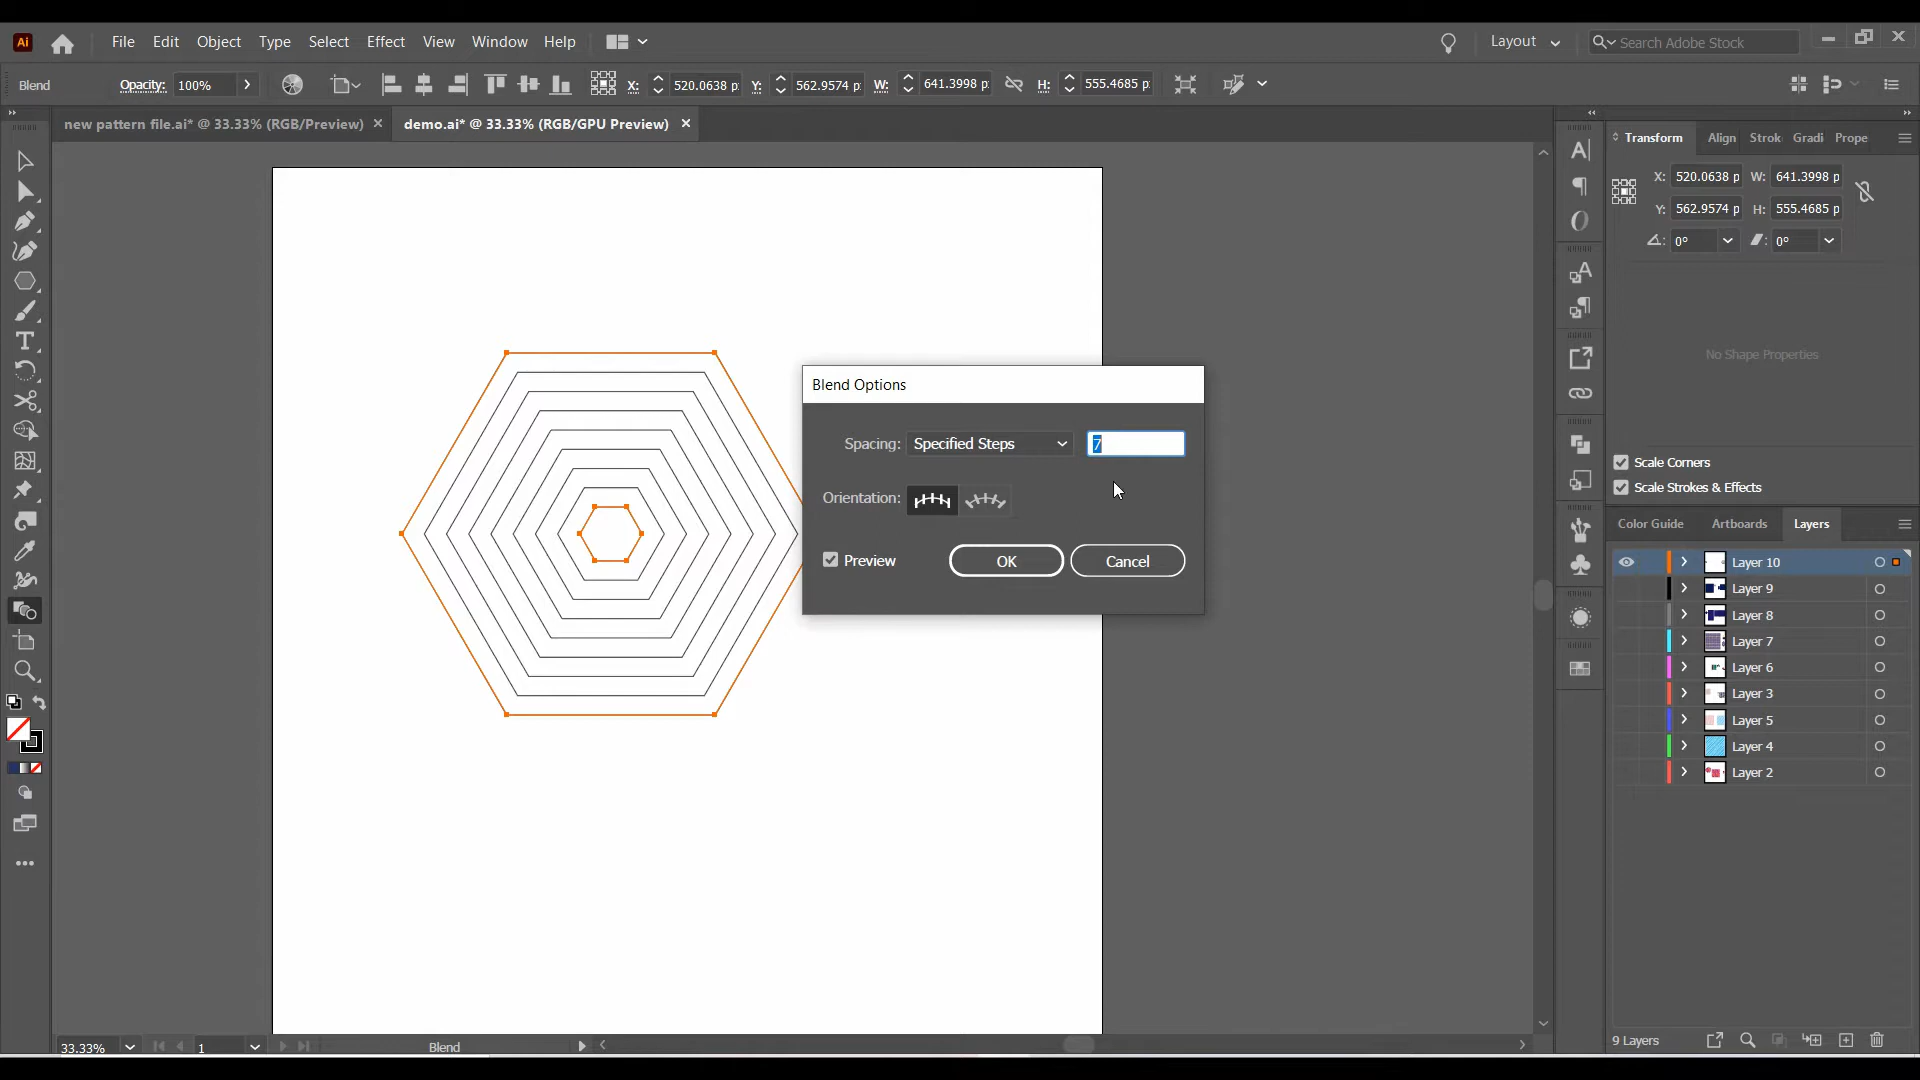 Ai File Edit Object Type Select Effect View Window Help Layout Search Adobe Stock
Blend Opacity: 100% X: 520.0638 p Y: 562.9574 p W: 641.3998 p H: 555.4685 p
new pattern file.ai* @ 33.33% (RGB/Preview) demo.ai* @ 33.33% (RGB/GPU Preview)
Transform Align Strok Gradi Prope
X: 520.0638 p W: 641.3998 p
Y: 562.9574 p H: 555.4685 p
0° 0°
No Shape Properties
Blend Options
Spacing: Specified Steps 7
Orientation:
Preview OK Cancel
Scale Corners
Scale Strokes & Effects
Color Guide Artboards Layers
Layer 10
Layer 9
Layer 8
Layer 7
Layer 6
Layer 3
Layer 5
Layer 4
Layer 2
9 Layers
33.33% 1 Blend